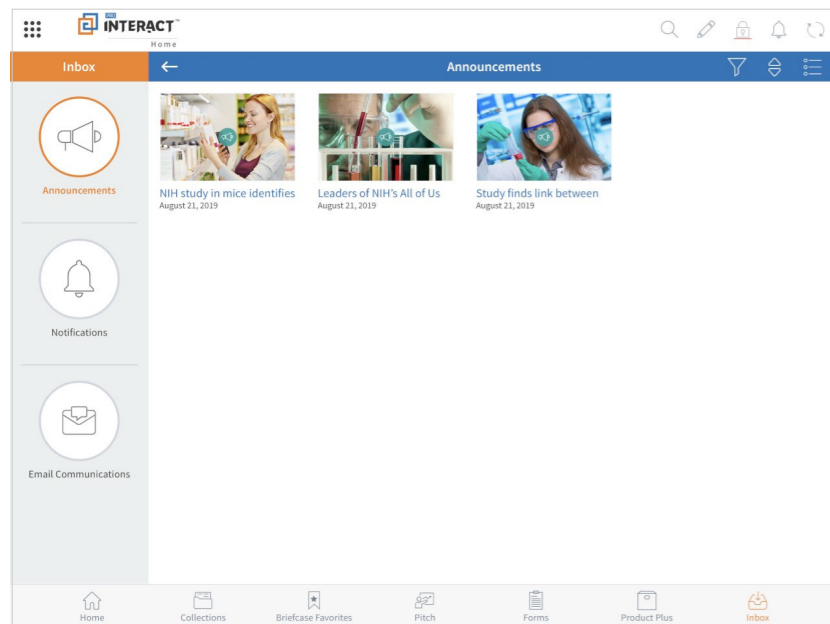 INTERACT™
Home
Inbox
Announcements
Announcements
NIH study in mice identifies
August 21, 2019
Leaders of NIH's All of Us
August 21, 2019
Study finds link between
August 21, 2019
Notifications
Email Communications
Home
Collections
Briefcase Favorites
Pitch
Forms
Product Plus
Inbox